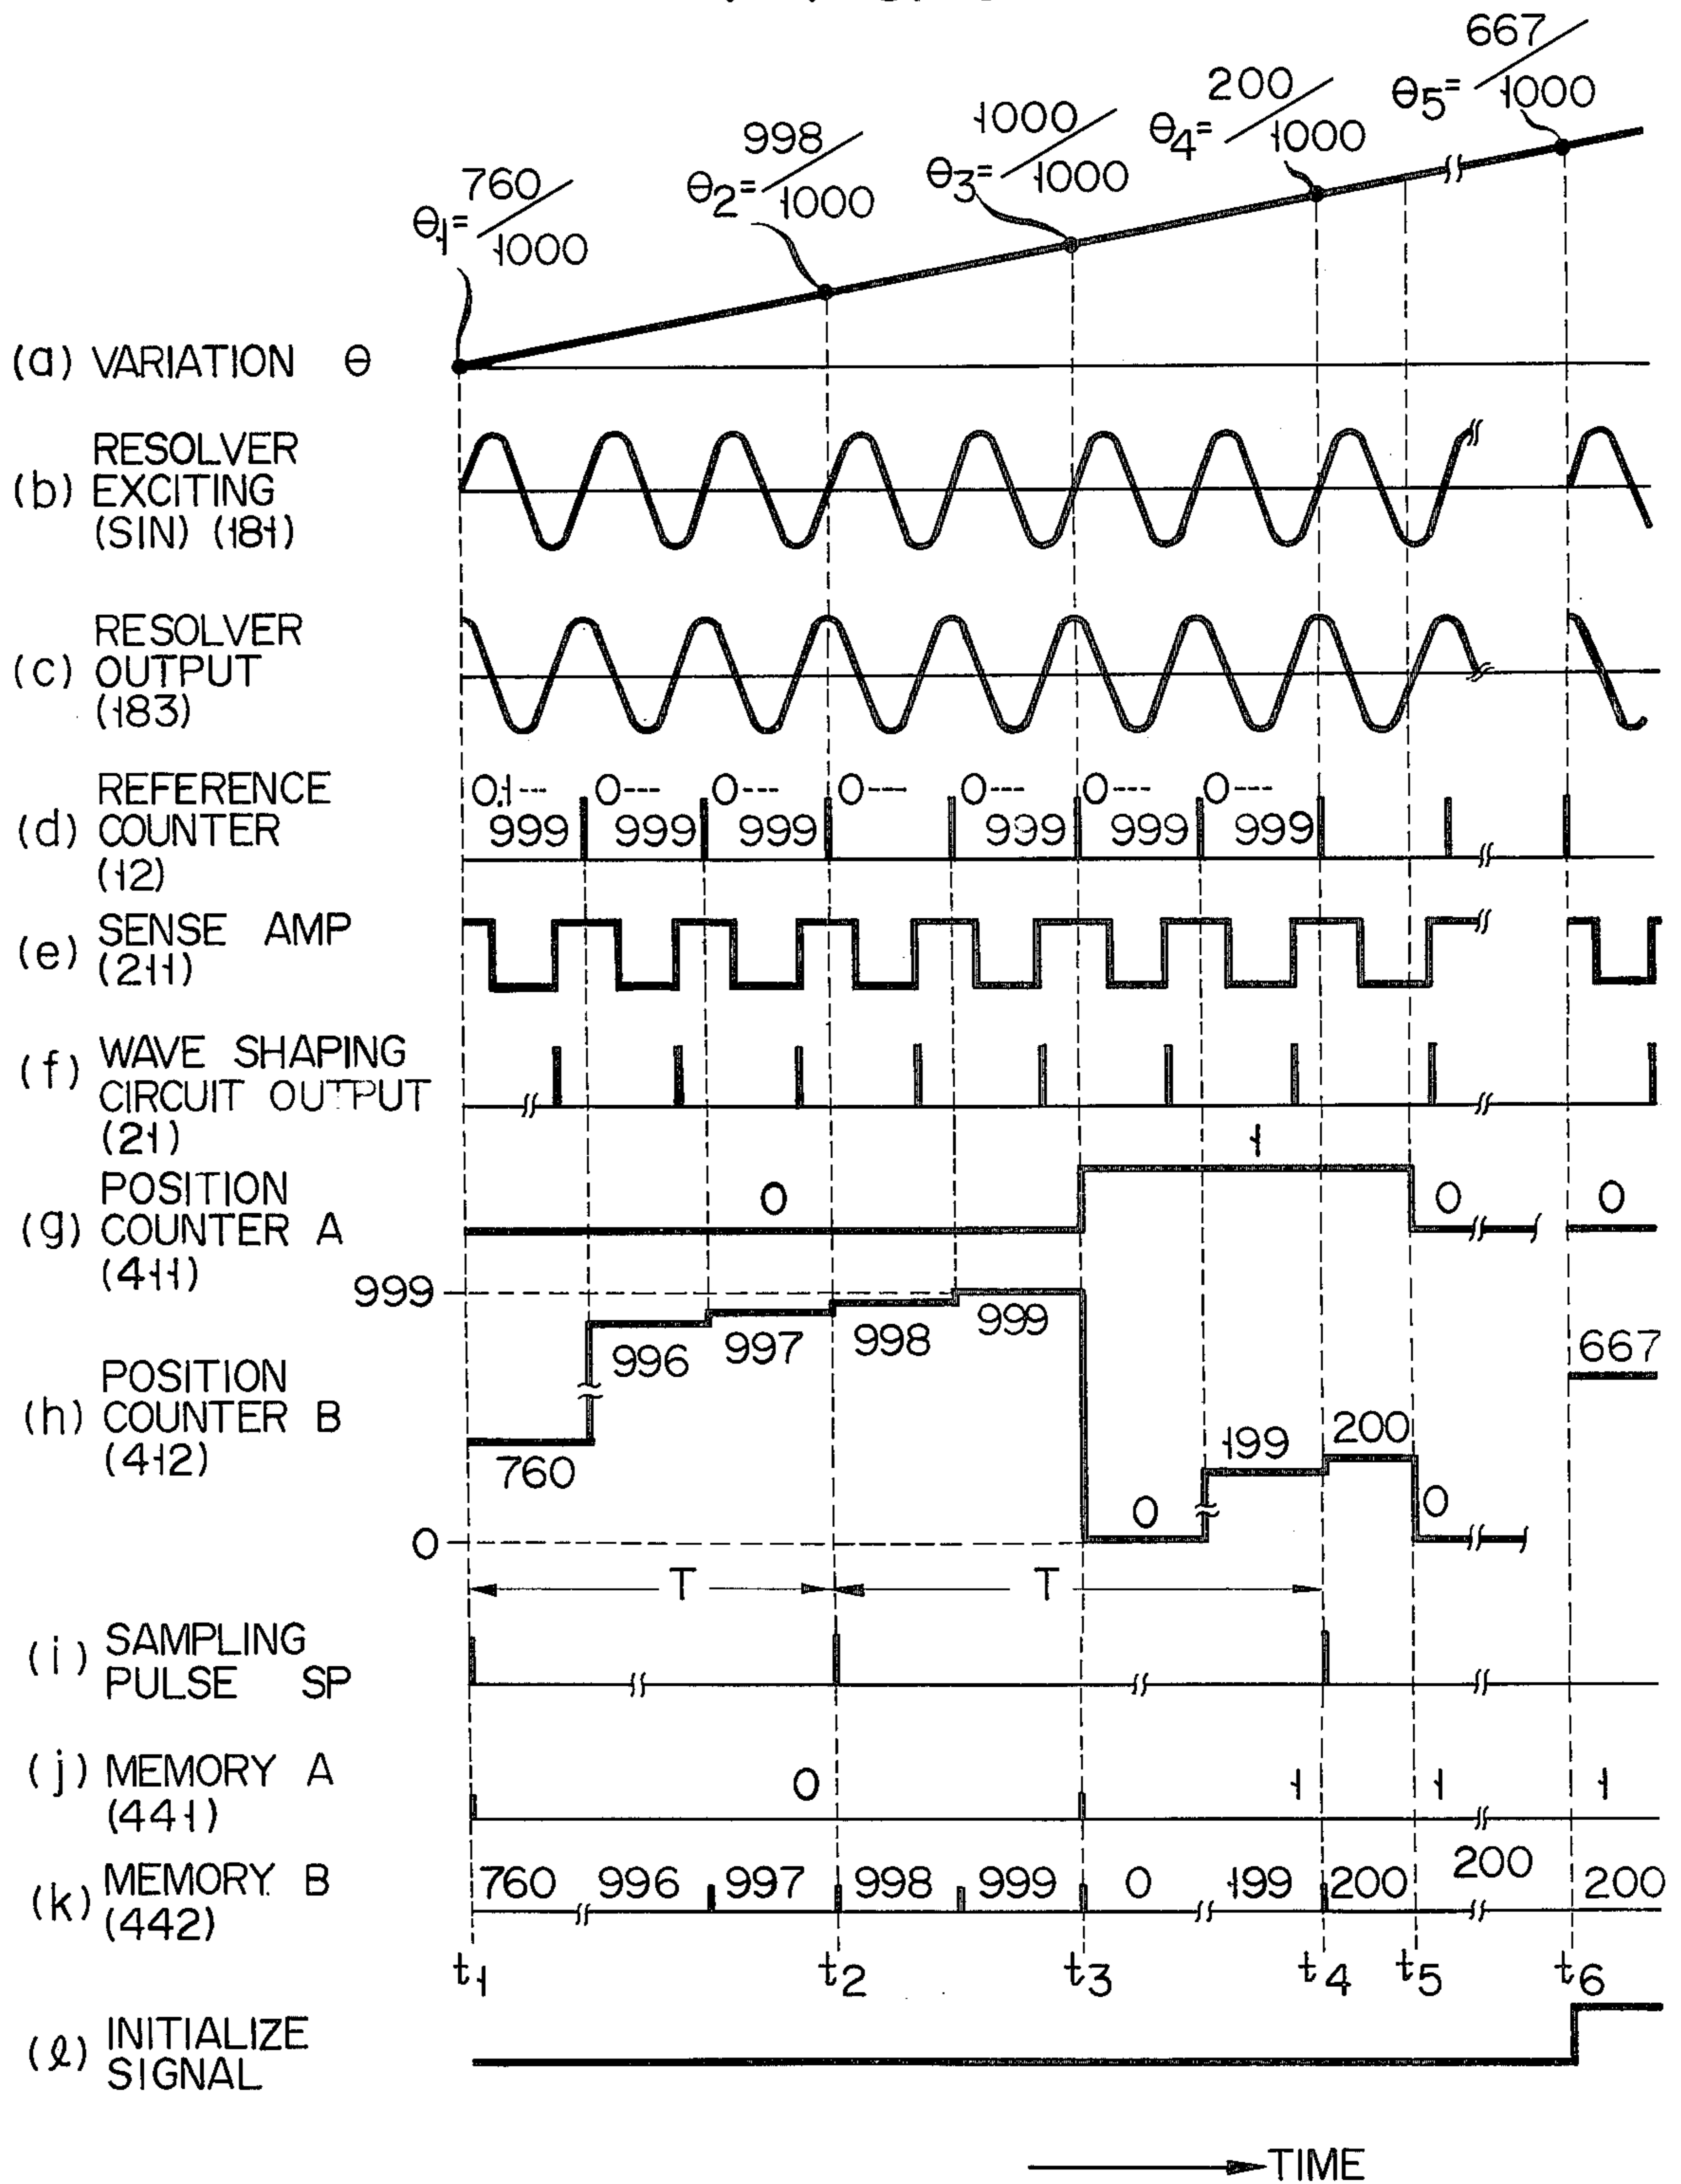 667
θ5= 1000
200
θ4= 1000
1000
θ3= 1000
998
θ2= 1000
760
θ1= 1000
(a) VARIATION θ
RESOLVER
(b) EXCITING
(SIN) (181)
RESOLVER
(c) OUTPUT
(183)
REFERENCE 0,1--- 0--- 0--- 0--- 0--- 0--- 0---
(d) COUNTER 999 999 999 999 999 999
(12)
(e) SENSE AMP
(211)
(f) WAVE SHAPING
CIRCUIT OUTPUT
(21)
1
POSITION 0 0 0
(g) COUNTER A
(411)
999
996 997 998 999
667
POSITION
(h) COUNTER B
(412)
760 0 199 200 0
0
T T
(i) SAMPLING
PULSE SP
(j) MEMORY A 0 1 1 1
(441)
(k) MEMORY B 760 996 997 998 999 0 199 200 200 200
(442)
t1 t2 t3 t4 t5 t6
(ℓ) INITIALIZE
SIGNAL
TIME